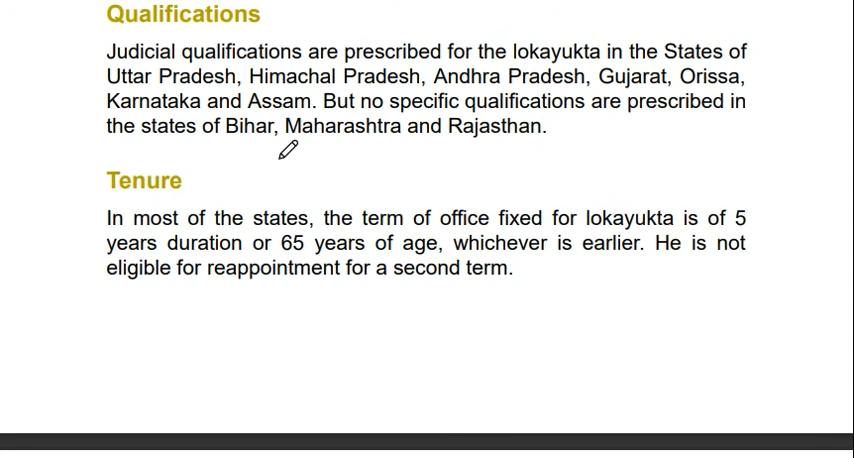 Qualifications
Judicial qualifications are prescribed for the lokayukta in the States of
Uttar Pradesh, Himachal Pradesh, Andhra Pradesh, Gujarat, Orissa,
Karnataka and Assam. But no specific qualifications are prescribed in
the states of Bihar, Maharashtra and Rajasthan.
Tenure
In most of the states, the term of office fixed for lokayukta is of 5
years duration or 65 years of age, whichever is earlier. He is not
eligible for reappointment for a second term.